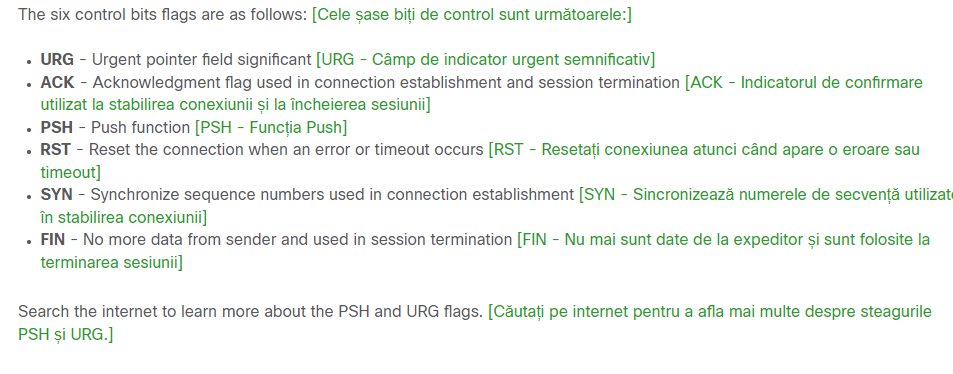 The six control bits flags are as follows: [Cele șase biți de control sunt următoarele:]
URG - Urgent pointer field significant [URG - Câmp de indicator urgent semnificativ]
ACK - Acknowledgment flag used in connection establishment and session termination [ACK - Indicatorul de confirmare
utilizat la stabilirea conexiunii și la încheierea sesiunii]
PSH - Push function [PSH - Funcția Push]
RST - Reset the connection when an error or timeout occurs [RST - Resetați conexiunea atunci când apare o eroare sau
timeout]
SYN - Synchronize sequence numbers used in connection establishment [SYN - Sincronizează numerele de secvență utilizate
în stabilirea conexiunii]
FIN - No more data from sender and used in session termination [FIN - Nu mai sunt date de la expeditor și sunt folosite la
terminarea sesiunii]
Search the internet to learn more about the PSH and URG flags. [Căutați pe internet pentru a afla mai multe despre steagurile
PSH și URG.]